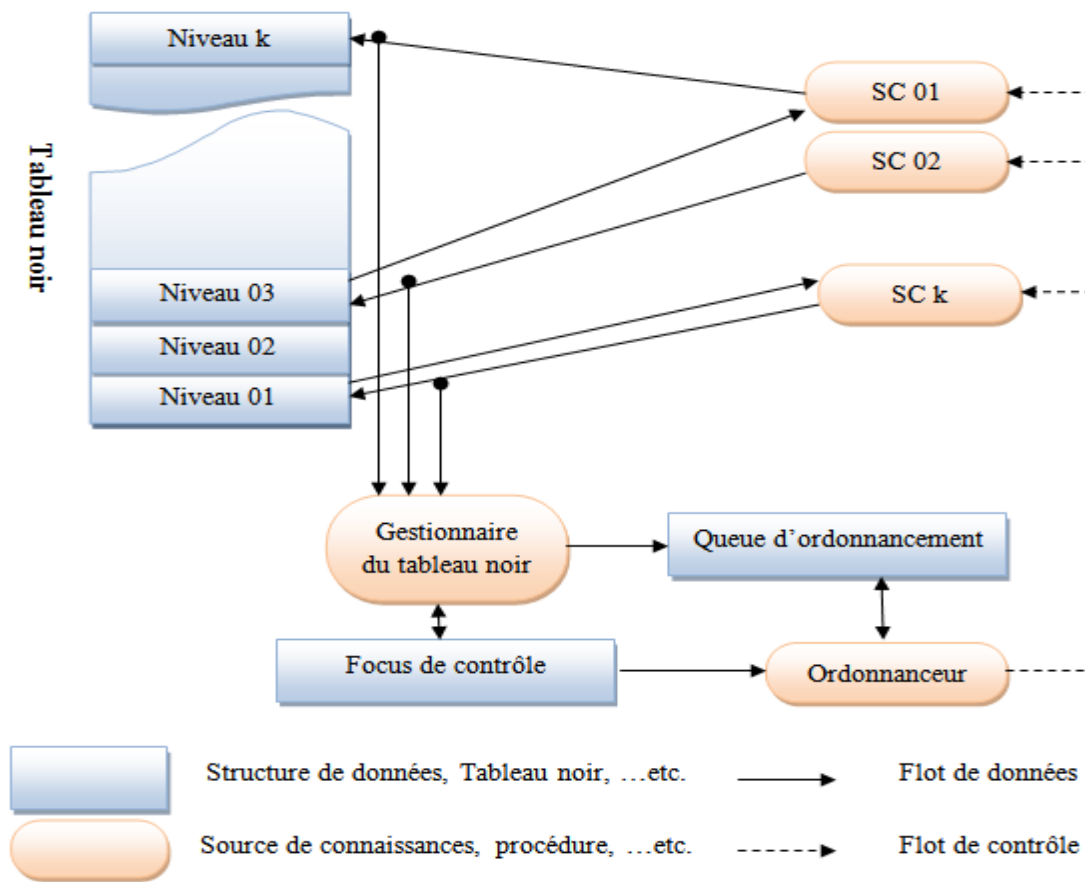 Niveau k
SC 01
SC 02
Tableau noir
Niveau 03
SC k
Niveau 02
Niveau 01
Gestionnaire
du tableau noir
Queue d'ordonnancement
Focus de contrôle
Ordonnanceur
Structure de données, Tableau noir, …etc.
Flot de données
Source de connaissances, procédure, …etc.
Flot de contrôle